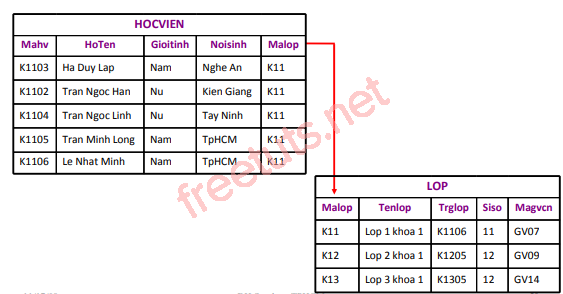 HOCVIEN
Mahv HoTen Gioitinh Noisinh Malop
K1103 Ha Duy Lap Nam Nghe An K11
K1102 Tran Ngoc Han Nu Kien Giang K11
K1104 Tran Ngoc Linh Nu Tay Ninh K11
K1105 Tran Minh Long Nam TpHCM K11
K1106 Le Nhat Minh Nam TpHCM K11
freetuts.net
LOP
Malop Tenlop Trglop Siso Magvcn
K11 Lop 1 khoa 1 K1106 11 GV07
K12 Lop 2 khoa 1 K1205 12 GV09
K13 Lop 3 khoa 1 K1305 12 GV14